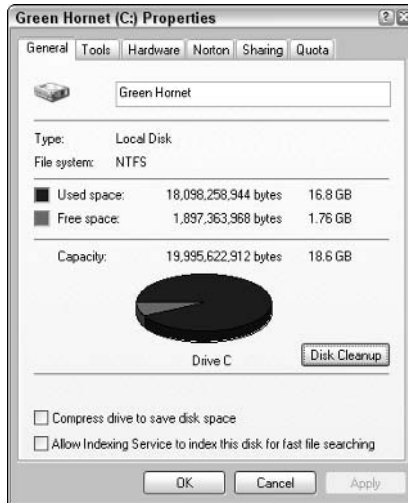 Green Hornet (C:) Properties
General Tools Hardware Norton Sharing Quota
Green Hornet
Type: Local Disk
File system: NTFS
Used space: 18,098,258,944 bytes 16.8 GB
Free space: 1,897,363,968 bytes 1.76 GB
Capacity: 19,995,622,912 bytes 18.6 GB
Drive C
Disk Cleanup
Compress drive to save disk space
Allow Indexing Service to index this disk for fast file searching
OK Cancel Apply